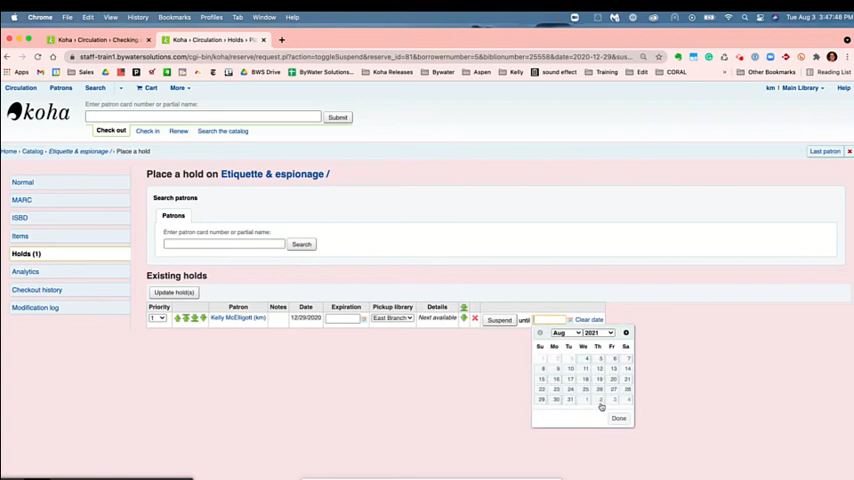 Chrome File Edit View History Bookmarks Profiles Tab Window Help Tue Aug 3 3:47:48 PM
Koha › Circulation › Checking × Koha › Circulation › Holds › Pl × +
staff-train1.bywatersolutions.com/cgi-bin/koha/reserve/request.pl?action=toggleSuspend&reserve_id=81&borrowernumber=5&biblionumber=25558&date=2020-12-29&sus...
Apps Sales BWS Drive ByWater Solutions Koha Releases Bywater Aspen Kelly sound effect Training CORAL Other Bookmarks Reading List
Circulation Patrons Search Cart More km | Main Library
koha
Enter patron card number or partial name:
Submit
Check out Check in Renew Search the catalog
Home › Catalog › Etiquette & espionage / › Place a hold Last patron ×
Normal
MARC
ISBD
Items
Holds (1)
Analytics
Checkout history
Modification log
Place a hold on Etiquette & espionage /
Search patrons
Patrons
Enter patron card number or partial name:
Search
Existing holds
Update hold(s)
Priority Patron Notes Date Expiration Pickup library Details
1 Kelly McElligott (km) 12/29/2020 East Branch Next available Suspend until Clear date
Aug 2021
Su Mo Tu We Th Fr Sa
1 2 3 4 5 6 7
8 9 10 11 12 13 14
15 16 17 18 19 20 21
22 23 24 25 26 27 28
29 30 31 1 2 3 4
Done